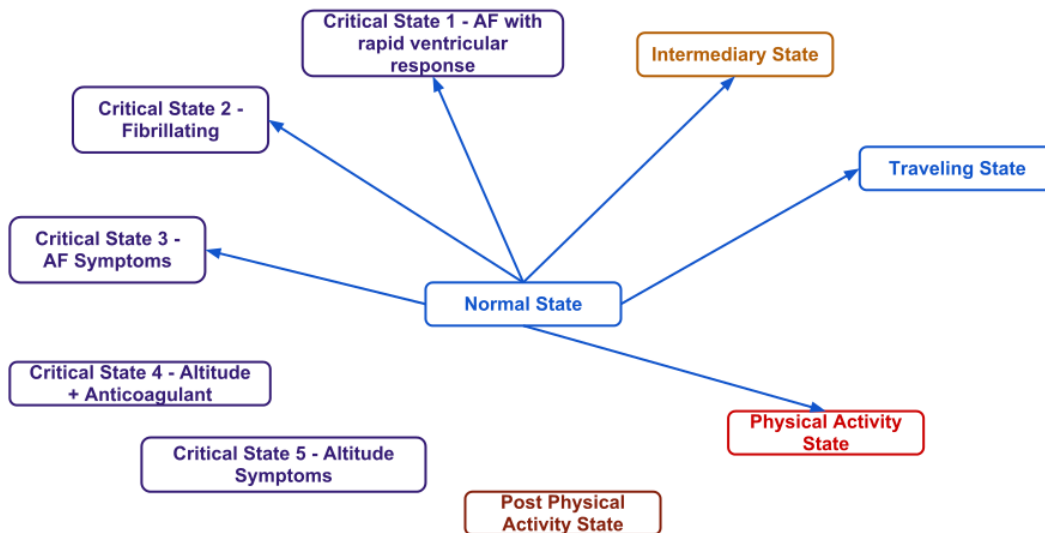 Critical State 1 - AF with
rapid ventricular
response
Intermediary State
Critical State 2 -
Fibrillating
Traveling State
Critical State 3 -
AF Symptoms
Normal State
Critical State 4 - Altitude
+ Anticoagulant
Physical Activity
State
Critical State 5 - Altitude
Symptoms
Post Physical
Activity State